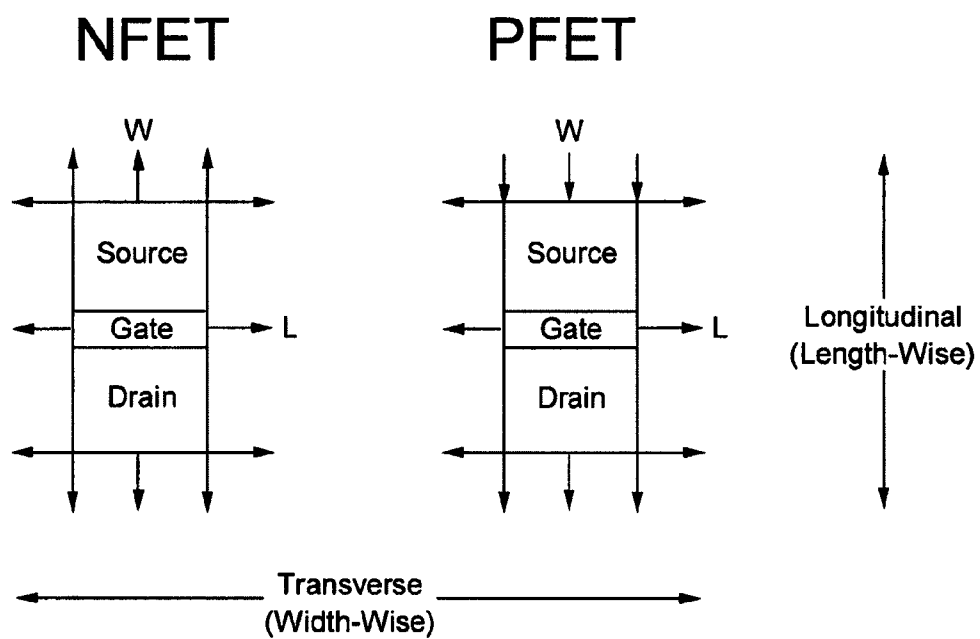 NFET
PFET
W
W
Source
Source
Gate
L
Gate
L
Longitudinal
(Length-Wise)
Drain
Drain
Transverse
(Width-Wise)